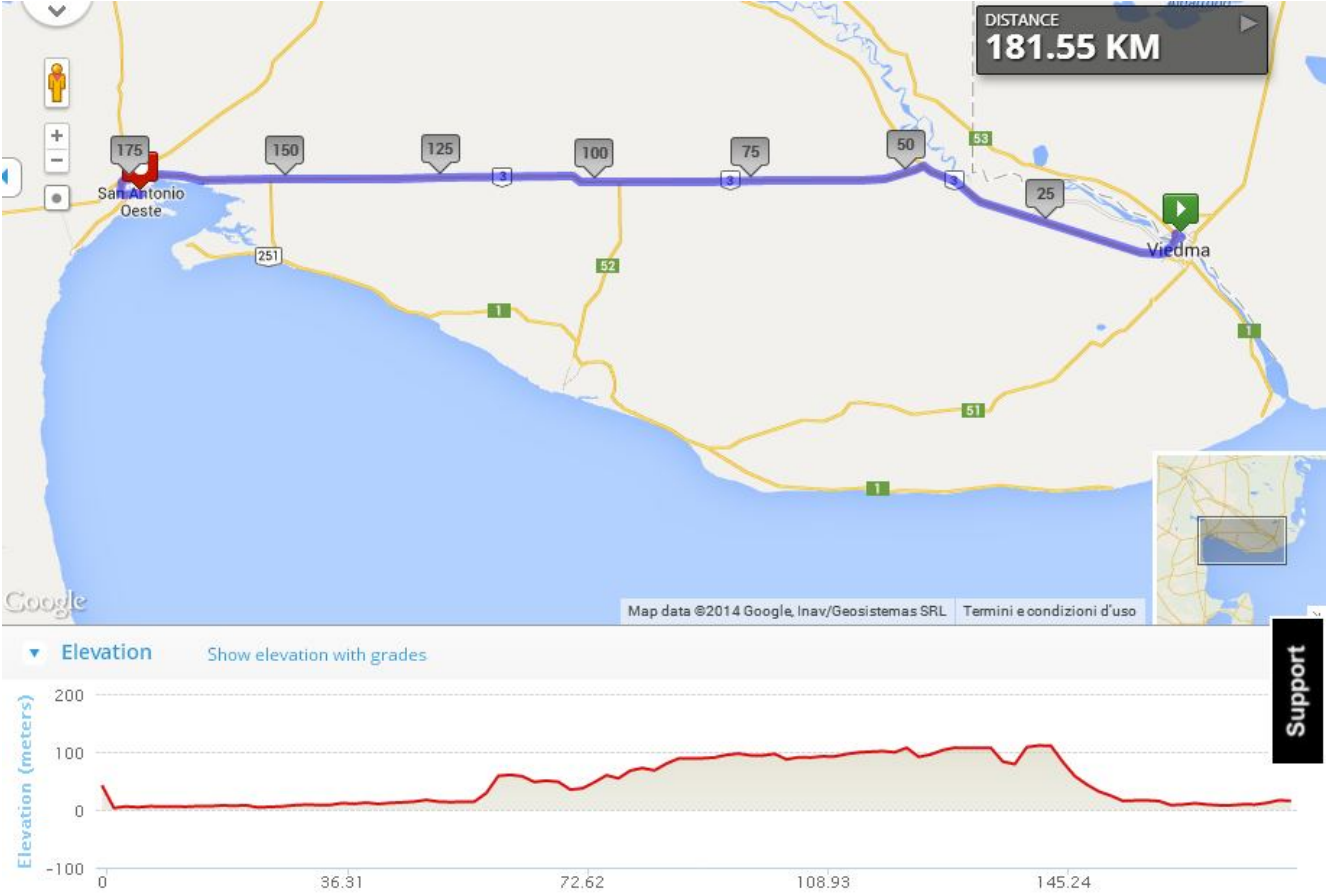 DISTANCE
181.55 KM
53
50
175
150
125
100
75
3
3
3
25
San Antonio
Oeste
Viedma
251
52
1
1
51
1
Google
Map data ©2014 Google, Inav/Geosistemas SRL
Termini e condizioni d'uso
Support
Elevation
Show elevation with grades
Elevation (meters)
200
100
0
-100
0
36.31
72.62
108.93
145.24